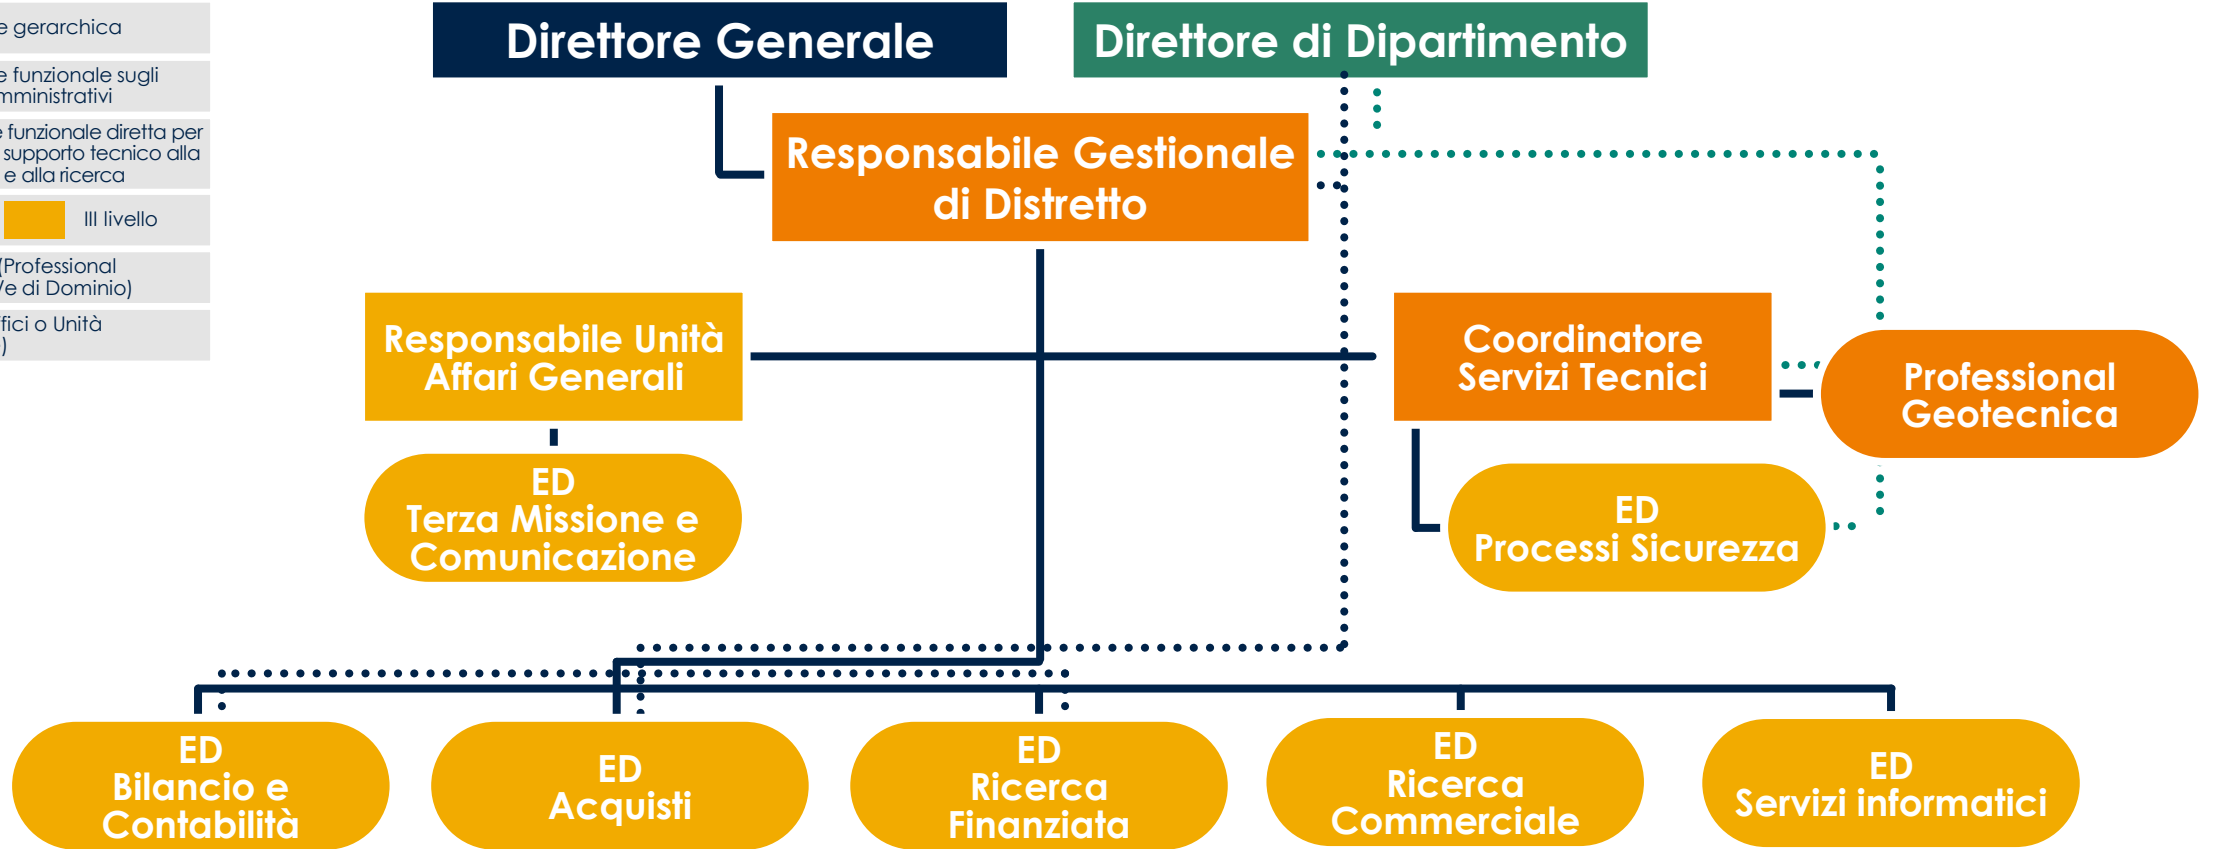 e gerarchica
e funzionale sugli
mministrativi
e funzionale diretta per
supporto tecnico alla
e alla ricerca
III livello
(Professional
/e di Dominio)
ffici o Unità
)
Direttore Generale
Direttore di Dipartimento
Responsabile Gestionale
di Distretto
Responsabile Unità
Affari Generali
Coordinatore
Servizi Tecnici
Professional
Geotecnica
ED
Terza Missione e
Comunicazione
ED
Processi Sicurezza
ED
Bilancio e
Contabilità
ED
Acquisti
ED
Ricerca
Finanziata
ED
Ricerca
Commerciale
ED
Servizi informatici